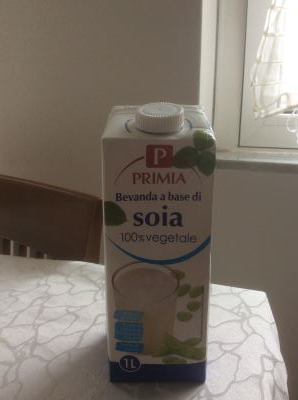 P
PRIMIA
Bevanda a base di
soia
100% vegetale
1L